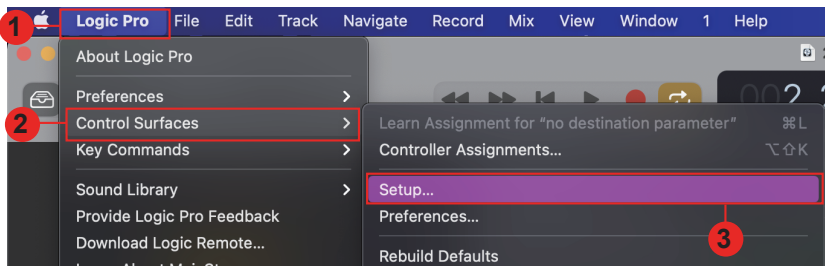 1 Logic Pro File Edit Track Navigate Record Mix View Window 1 Help
About Logic Pro
Preferences
2 Control Surfaces
Key Commands
Sound Library
Provide Logic Pro Feedback
Download Logic Remote...
002
Learn Assignment for “no destination parameter” ⌘L
Controller Assignments... ⌥⇧K
Setup...
Preferences...
3
Rebuild Defaults